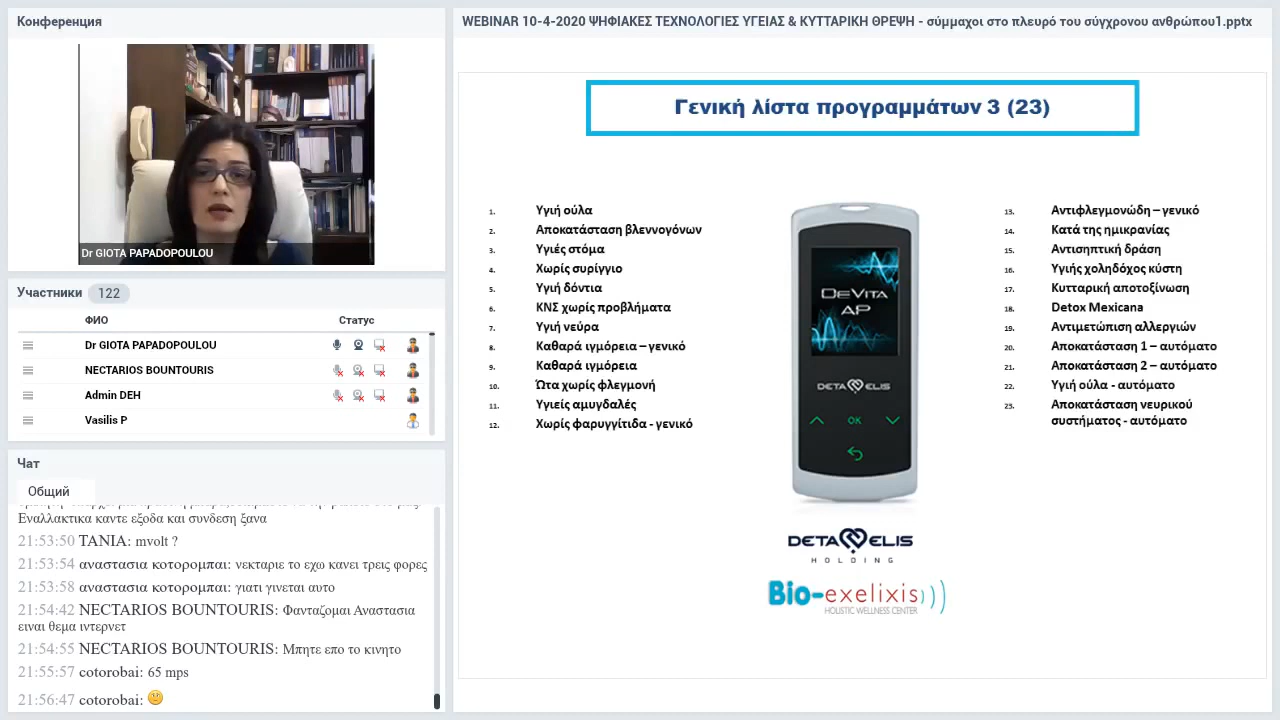 Конференция
Dr GIOTA PAPADOPOULOU
Участники 122
ФИО Статус
Dr GIOTA PAPADOPOULOU
NECTARIOS BOUNTOURIS
Admin DEH
Vasilis P
Чат
Общий
Εναλλακτικα καντε εξοδα και συνδεση ξανα
21:53:50 TANIA: mvolt ?
21:53:54 αναστασια κοτορομπαι: νεκταριε το εχω κανει τρεις φορες
21:53:58 αναστασια κοτορομπαι: γιατι γινεται αυτο
21:54:42 NECTARIOS BOUNTOURIS: Φανταζομαι Αναστασια
ειναι θεμα ιντερνετ
21:54:55 NECTARIOS BOUNTOURIS: Μπητε επο το κινητο
21:55:57 cotorobai: 65 mps
21:56:47 cotorobai:
WEBINAR 10-4-2020 ΨΗΦΙΑΚΕΣ ΤΕΧΝΟΛΟΓΙΕΣ ΥΓΕΙΑΣ & ΚΥΤΤΑΡΙΚΗ ΘΡΕΨΗ - σύμμαχοι στο πλευρό του σύγχρονου ανθρώπου1.pptx
Γενική λίστα προγραμμάτων 3 (23)
1. Υγιή ούλα
2. Αποκατάσταση βλεννογόνων
3. Υγιές στόμα
4. Χωρίς συρίγγιο
5. Υγιή δόντια
6. ΚΝΣ χωρίς προβλήματα
7. Υγιή νεύρα
8. Καθαρά ιγμόρεια – γενικό
9. Καθαρά ιγμόρεια
10. Ώτα χωρίς φλεγμονή
11. Υγιείς αμυγδαλές
12. Χωρίς φαρυγγίτιδα - γενικό
DEVITA
AP
DETA ELIS
OK
DETA ELIS
HOLDING
Bio-exelixis
HOLISTIC WELLNESS CENTER
13. Αντιφλεγμονώδη – γενικό
14. Κατά της ημικρανίας
15. Αντισηπτική δράση
16. Υγιής χοληδόχος κύστη
17. Κυτταρική αποτοξίνωση
18. Detox Mexicana
19. Αντιμετώπιση αλλεργιών
20. Αποκατάσταση 1 – αυτόματο
21. Αποκατάσταση 2 – αυτόματο
22. Υγιή ούλα - αυτόματο
23. Αποκατάσταση νευρικού
συστήματος - αυτόματο